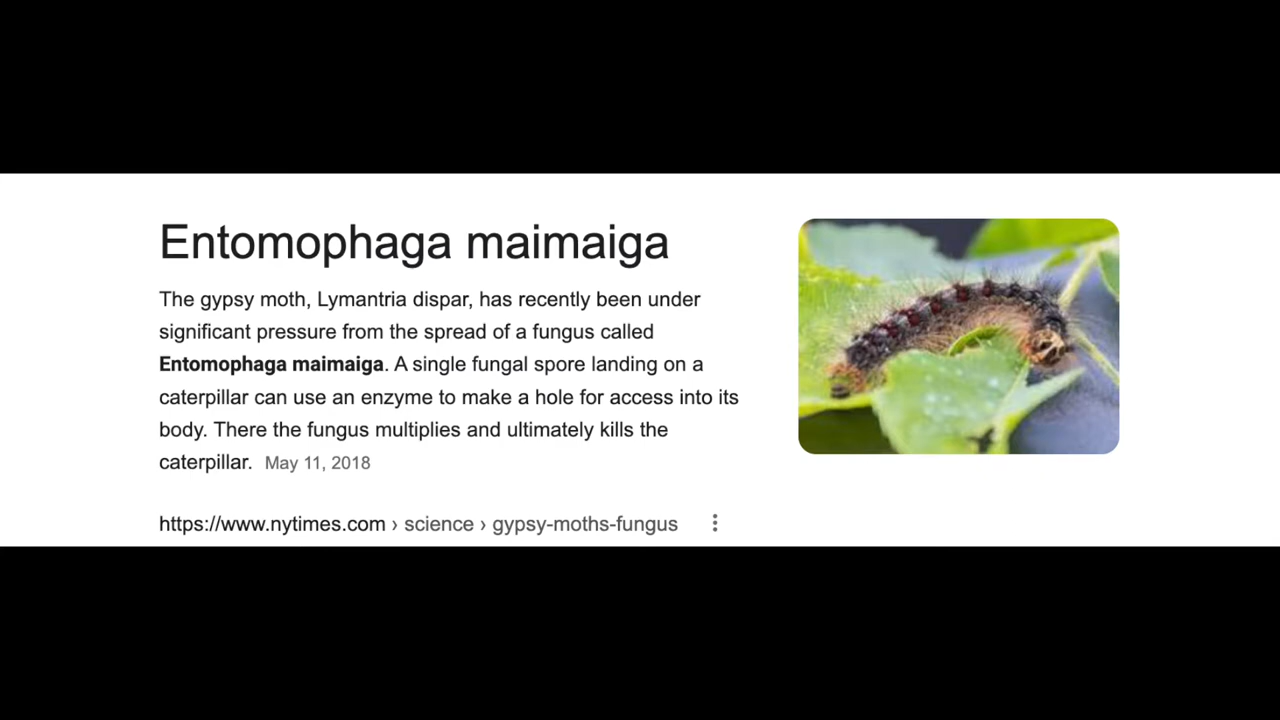 Entomophaga maimaiga
The gypsy moth, Lymantria dispar, has recently been under
significant pressure from the spread of a fungus called
Entomophaga maimaiga. A single fungal spore landing on a
caterpillar can use an enzyme to make a hole for access into its
body. There the fungus multiplies and ultimately kills the
caterpillar. May 11, 2018
https://www.nytimes.com › science › gypsy-moths-fungus